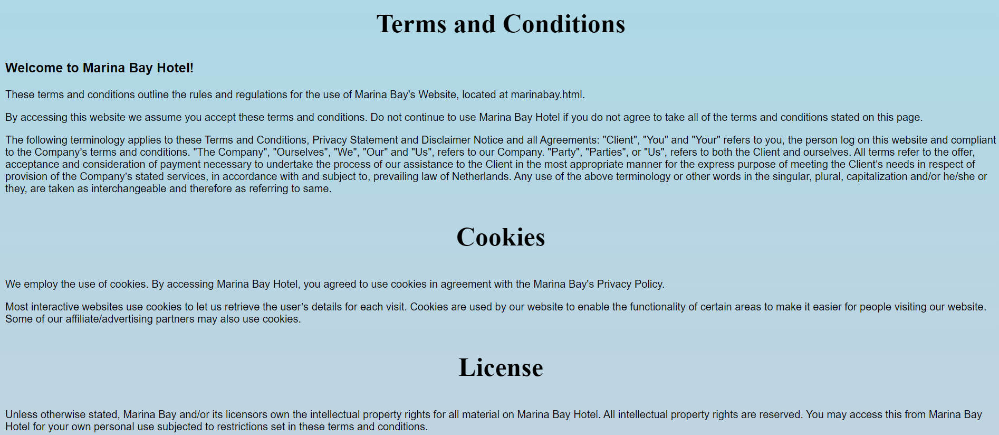 Terms and Conditions
Welcome to Marina Bay Hotel!
These terms and conditions outline the rules and regulations for the use of Marina Bay's Website, located at marinabay.html.
By accessing this website we assume you accept these terms and conditions. Do not continue to use Marina Bay Hotel if you do not agree to take all of the terms and conditions stated on this page.
The following terminology applies to these Terms and Conditions, Privacy Statement and Disclaimer Notice and all Agreements: "Client", "You" and "Your" refers to you, the person log on this website and compliant
to the Company’s terms and conditions. "The Company", "Ourselves", "We", "Our" and "Us", refers to our Company. "Party", "Parties", or "Us", refers to both the Client and ourselves. All terms refer to the offer,
acceptance and consideration of payment necessary to undertake the process of our assistance to the Client in the most appropriate manner for the express purpose of meeting the Client’s needs in respect of
provision of the Company’s stated services, in accordance with and subject to, prevailing law of Netherlands. Any use of the above terminology or other words in the singular, plural, capitalization and/or he/she or
they, are taken as interchangeable and therefore as referring to same.
Cookies
We employ the use of cookies. By accessing Marina Bay Hotel, you agreed to use cookies in agreement with the Marina Bay's Privacy Policy.
Most interactive websites use cookies to let us retrieve the user’s details for each visit. Cookies are used by our website to enable the functionality of certain areas to make it easier for people visiting our website.
Some of our affiliate/advertising partners may also use cookies.
License
Unless otherwise stated, Marina Bay and/or its licensors own the intellectual property rights for all material on Marina Bay Hotel. All intellectual property rights are reserved. You may access this from Marina Bay
Hotel for your own personal use subjected to restrictions set in these terms and conditions.